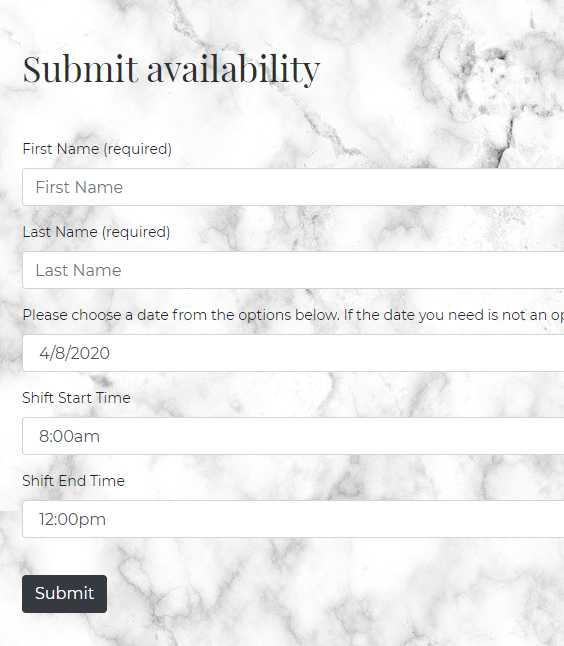 Submit availability
First Name (required)
First Name
Last Name (required)
Last Name
Please choose a date from the options below. If the date you need is not an
4/8/2020
Shift Start Time
8:00am
Shift End Time
12:00pm
Submit